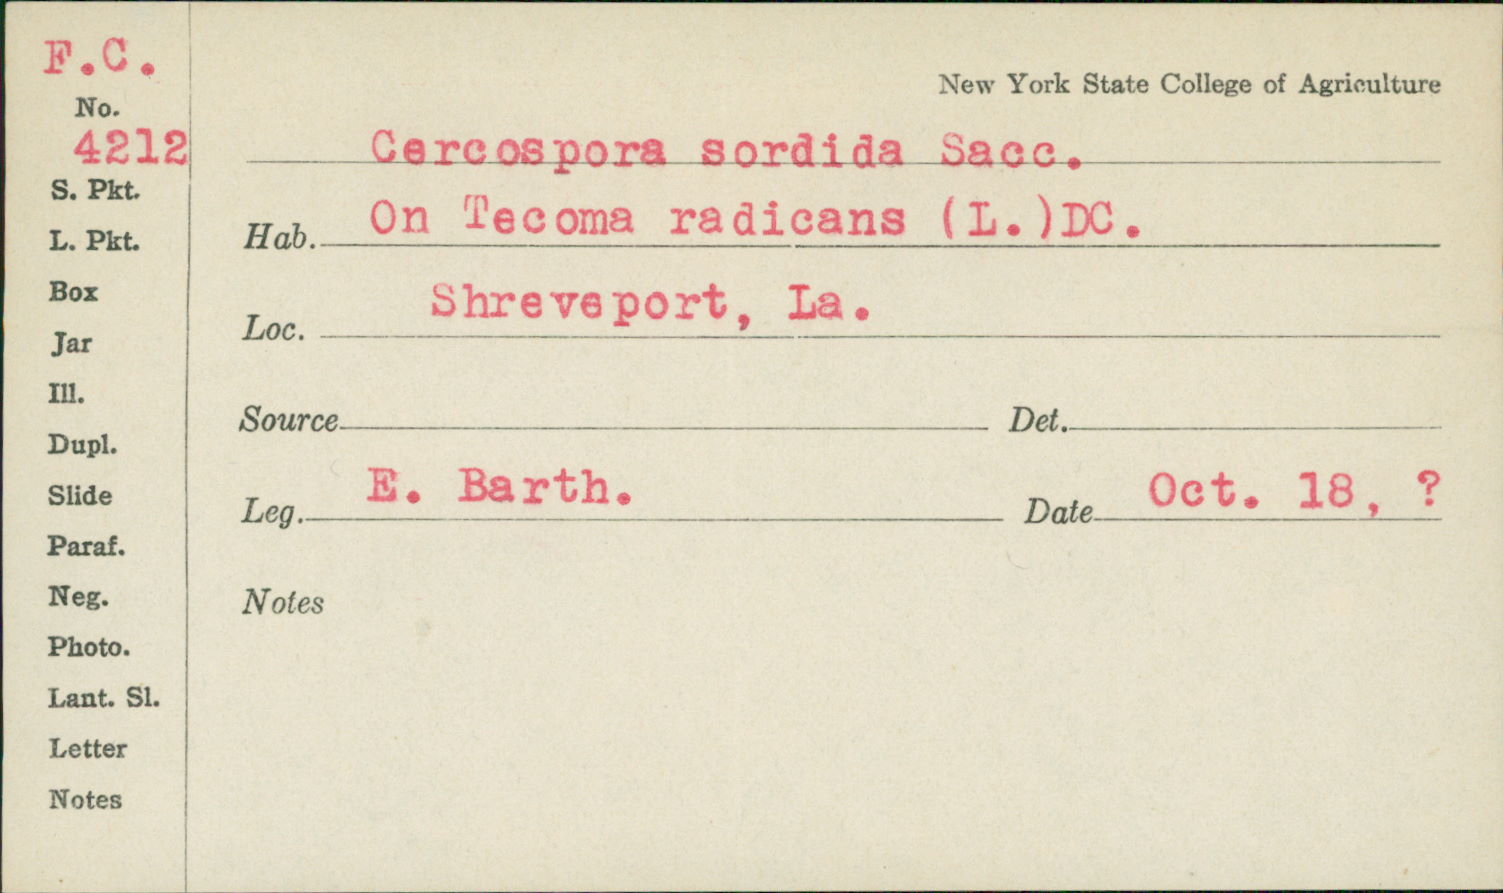 F.C.
No.
4212
S. Pkt.
L. Pkt.
Box
Jar
Ill.
Dupl.
Slide
Paraf.
Neg.
Photo.
Lant. Sl.
Letter
Notes
New York State College of Agriculture
Cercospora sordida Sacc.
Hab. On Tecoma radicans (L.)DC.
Loc. Shreveport, La.
Source Det.
Leg. E. Barth. Date Oct. 18, ?
Notes